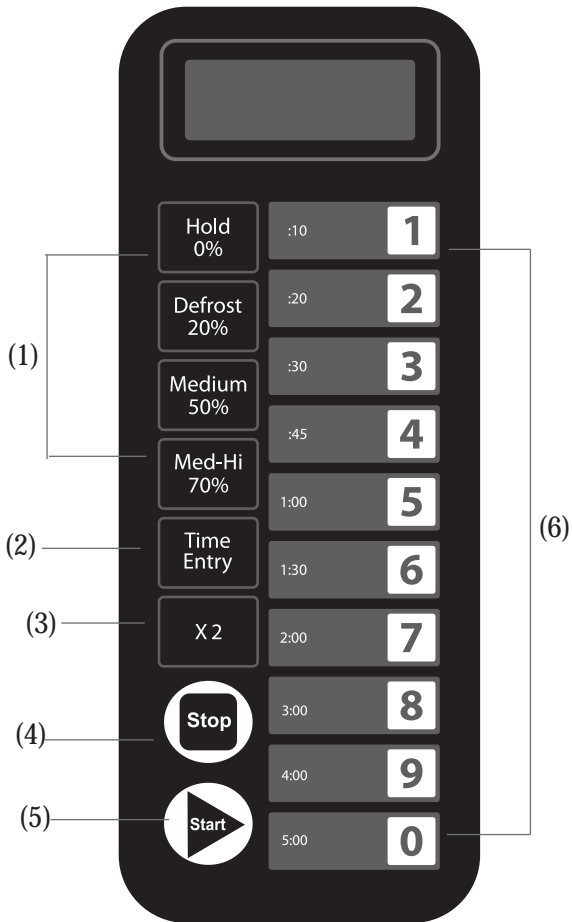 Hold
0%
Defrost
20%
Medium
50%
Med-Hi
70%
Time
Entry
X 2
Stop
Start
:10 1
:20 2
:30 3
:45 4
1:00 5
1:30 6
2:00 7
3:00 8
4:00 9
5:00 0
(1)
(2)
(3)
(4)
(5)
(6)